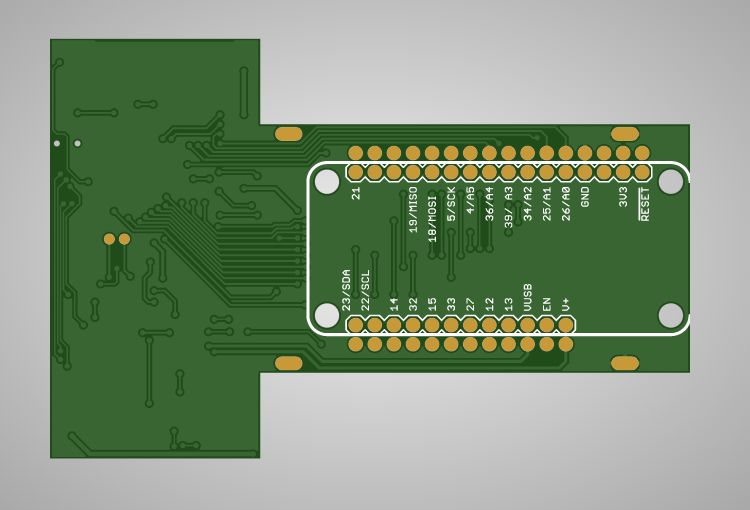 21
19/MISO
18/MOSI
5/SCK
4/A5
36/A4
39/ A3
34/A2
25/A1
26/A0
GND
3V3
RESET
23/SDA
22/SCL
14
32
15
33
27
12
13
VUSB
EN
V+